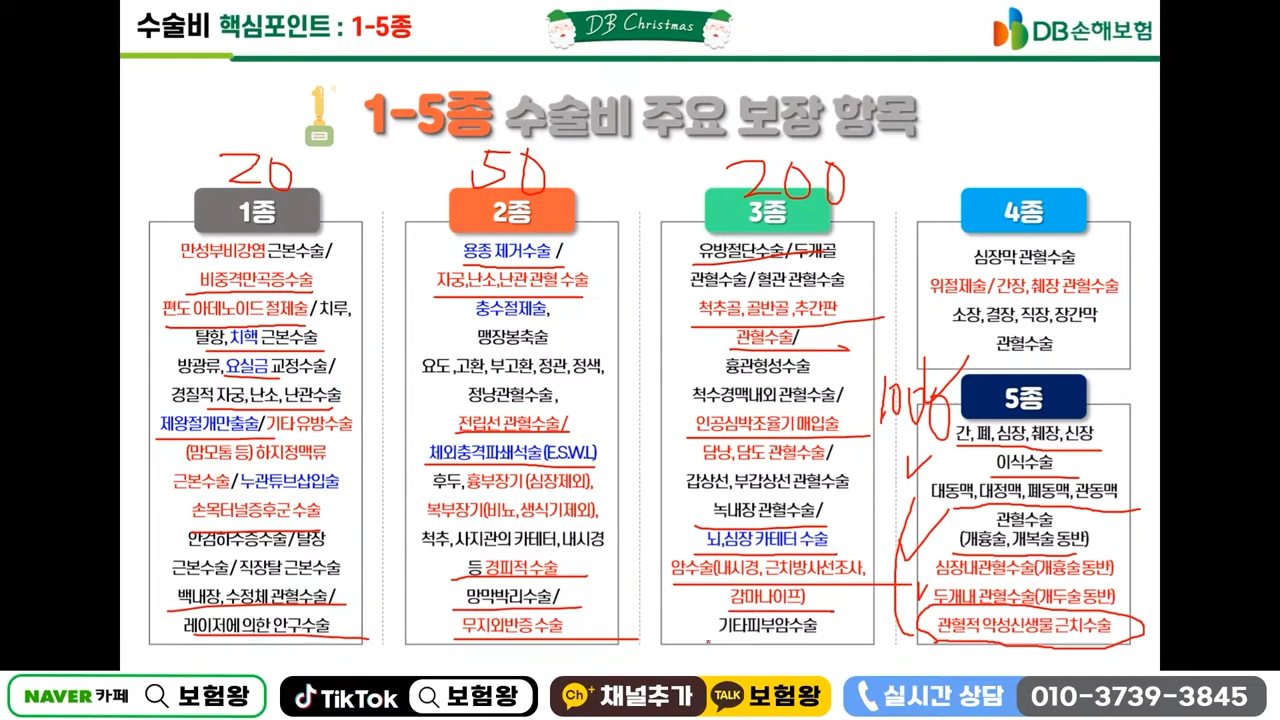 수술비 핵심포인트 : 1-5종
DB Christmas
DB손해보험
1-5종 수술비 주요 보장 항목
20
1종
만성부비강염 근본수술/
비중격만곡증수술
편도 아데노이드 절제술/ 치루,
탈항, 치핵 근본수술
방광류, 요실금 교정수술/
경질적 자궁, 난소, 난관수술
제왕절개만출술/기타 유방수술
(맘모톰 등) 하지정맥류
근본수술/ 누관튜브삽입술
손목터널증후군 수술
안검하수증수술/탈장
근본수술/ 직장탈 근본수술
백내장, 수정체 관혈수술/
레이저에 의한 안구수술
50
2종
용종 제거수술 /
자궁,난소,난관 관혈 수술
충수절제술,
맹장봉축술
요도, 고환, 부고환, 정관, 정색,
정낭관혈수술,
전립선 관혈수술/
체외충격파쇄석술(E.S.W.L)
후두, 흉부장기 (심장제외),
복부장기(비뇨, 생식기제외),
척추, 사지관의 카테터, 내시경
등 경피적 수술
망막박리수술/
무지외반증 수술
200
3종
유방절단수술/두개골
관혈수술/ 혈관 관혈수술
척추골, 골반골 ,추간판
관혈수술/
흉관형성수술
척수경맥내외 관혈수술/
인공심박조율기 매입술
담낭, 담도 관혈수술/
갑상선, 부갑상선 관혈수술
녹내장 관혈수술/
뇌,심장 카테터 수술
암수술(내시경, 근치방사선조사,
감마나이프)
기타피부암수술
4종
심장막 관혈수술
위절제술/ 간장, 췌장 관혈수술
소장, 결장, 직장, 장간막
관혈수술
5종
간, 폐, 심장, 췌장, 신장
이식수술
대동맥, 대정맥, 폐동맥, 관동맥
관혈수술
(개흉술, 개복술 동반)
심장내관혈수술(개흉술동반)
두개내 관혈수술(개두술 동반)
관혈적 악성신생물 근치수술
NAVER 카페 보험왕
TikTok 보험왕
Ch+ 채널추가 TALK 보험왕
실시간 상담 010-3739-3845